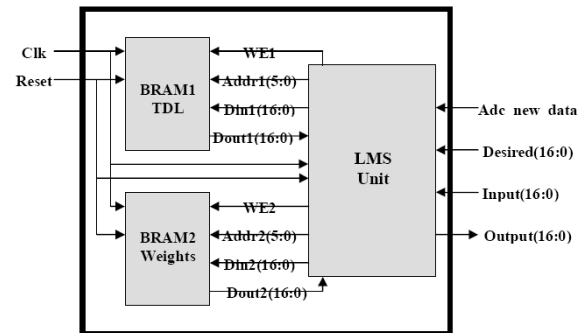 Clk
WE1
Reset
BRAM1
TDL
Addr1(5:0)
Din1(16:0)
Dout1(16:0)
Adc new data
LMS
Unit
Desired(16:0)
Input(16:0)
WE2
BRAM2
Weights
Addr2(5:0)
Output(16:0)
Din2(16:0)
Dout2(16:0)